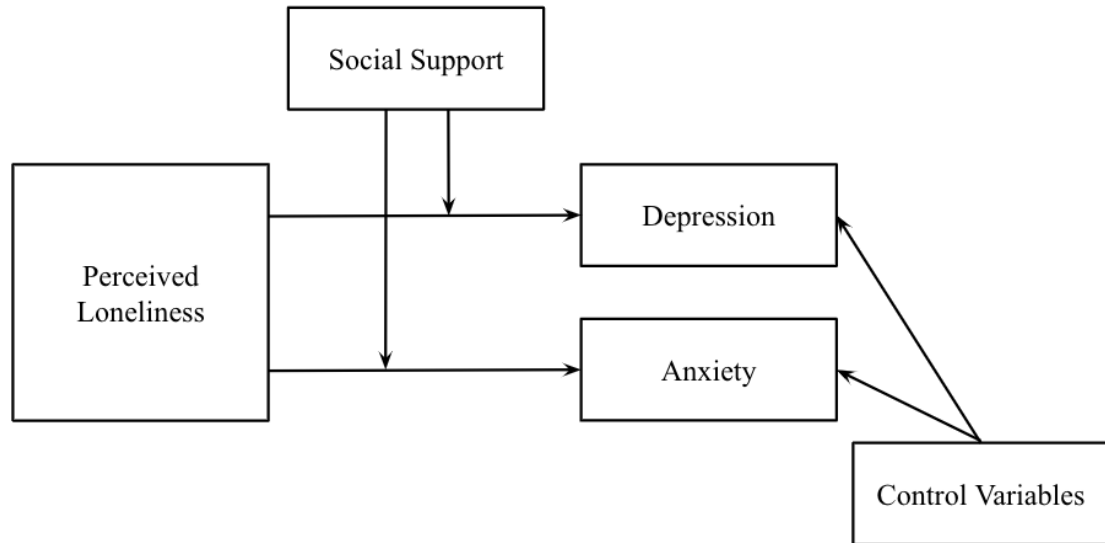 Social Support
Perceived
Loneliness
Depression
Anxiety
Control Variables